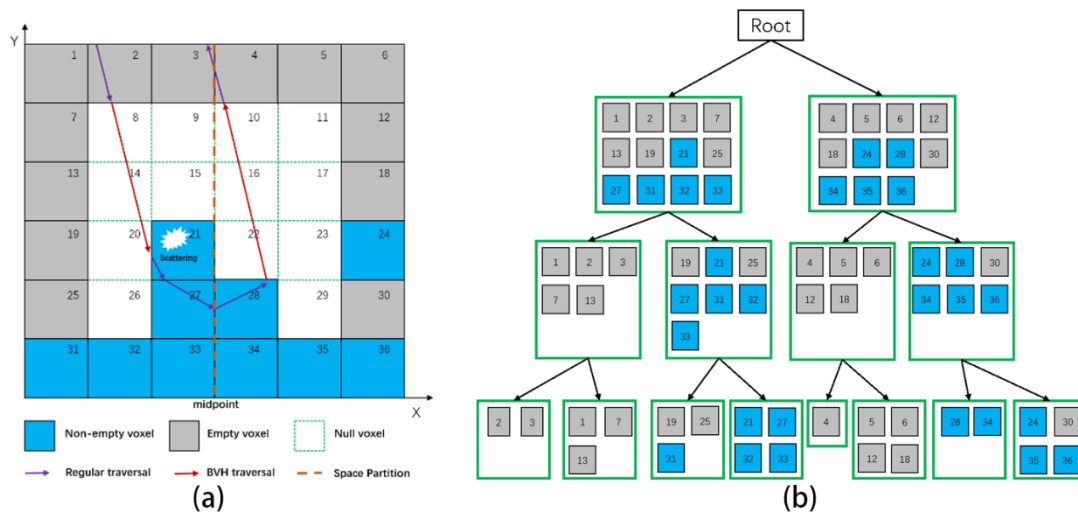 Y
1 2 3 4 5 6
7 8 9 10 11 12
13 14 15 16 17 18
19 20 21 22 23 24
Scattering
25 26 27 28 29 30
31 32 33 34 35 36
midpoint
X
Non-empty voxel Empty voxel Null voxel
Regular traversal BVH traversal Space Partition
(a)
Root
1 2 3 7
13 19 21 25
27 31 32 33
4 5 6 12
18 24 28 30
34 35 36
1 2 3
7 13
19 21 25
27 31 32
33
4 5 6
12 18
24 28 30
34 35 36
2 3
1 7
13
19 25
31
21 27
32 33
4
5 6
12 18
28 34
24 30
35 36
(b)